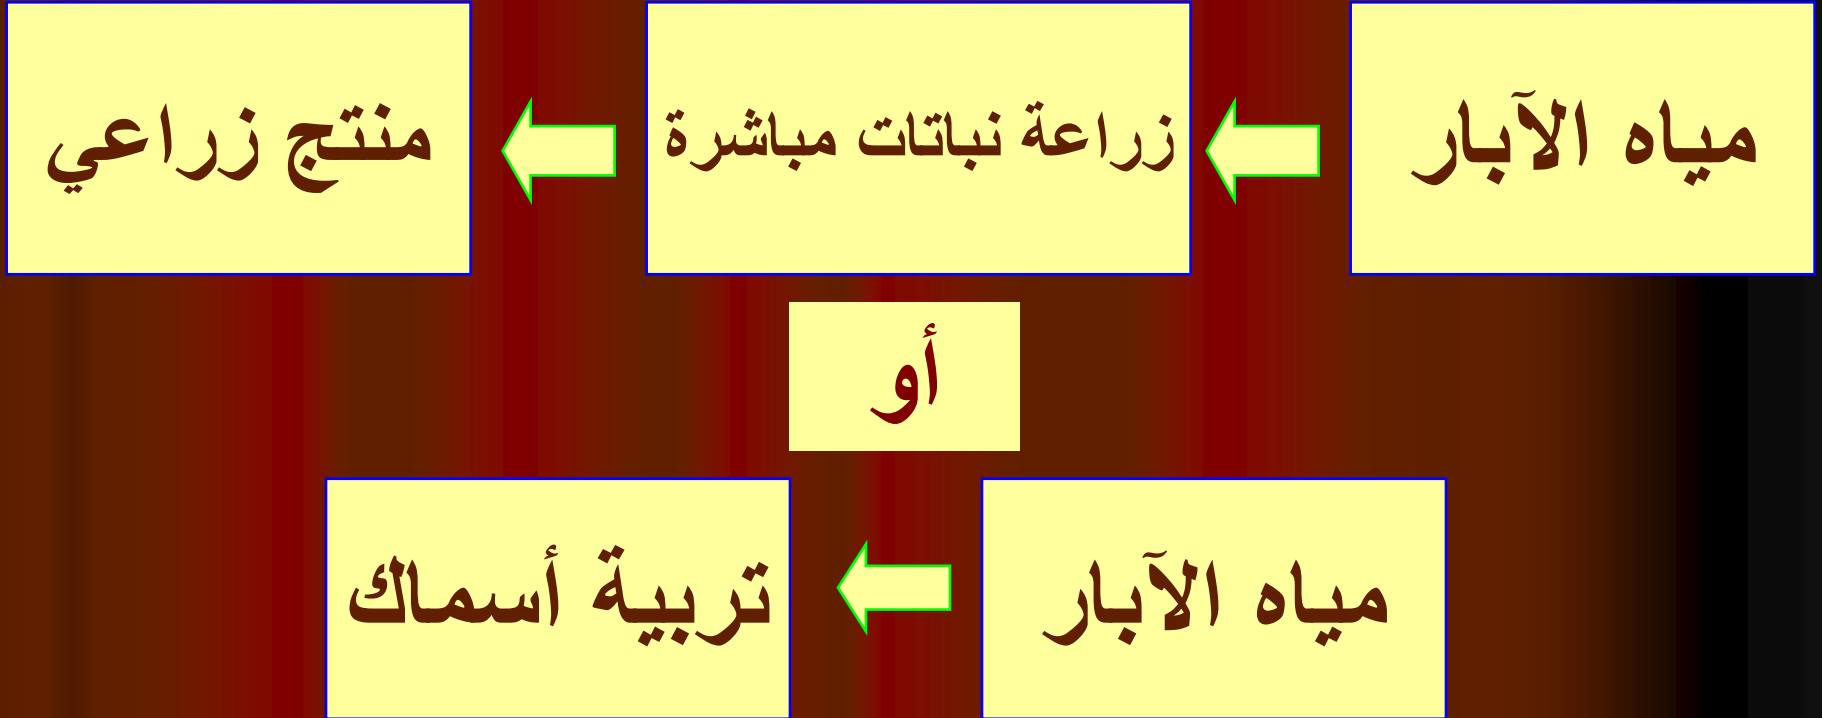 مياه الآبار
زراعة نباتات مباشرة
منتج زراعي
أو
مياه الآبار
تربية أسماك